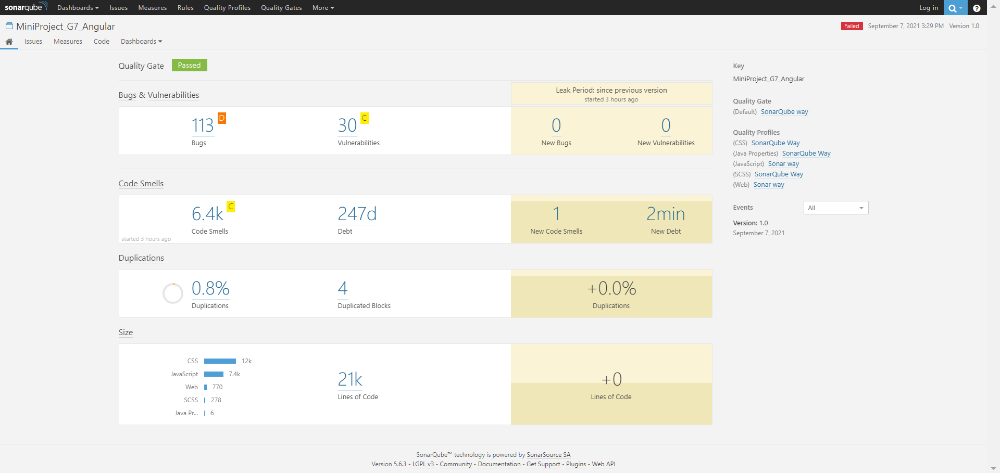 sonarqube Dashboards Issues Measures Rules Quality Profiles Quality Gates More Log in
MiniProject_G7_Angular Failed September 7, 2021 3:29 PM Version 1.0
Issues Measures Code Dashboards
Quality Gate Passed
Leak Period: since previous version
started 3 hours ago
Bugs & Vulnerabilities
113 D
Bugs
30 C
Vulnerabilities
0
New Bugs
0
New Vulnerabilities
Code Smells
6.4k C
Code Smells
started 3 hours ago
247d
Debt
1
New Code Smells
2min
New Debt
Duplications
0.8%
Duplications
4
Duplicated Blocks
+0.0%
Duplications
Size
CSS 12k
JavaScript 7.4k
Web 770
SCSS 278
Java Pr... 6
21k
Lines of Code
+0
Lines of Code
Key
MiniProject_G7_Angular
Quality Gate
(Default) SonarQube way
Quality Profiles
(CSS) SonarQube Way
(Java Properties) SonarQube Way
(JavaScript) Sonar way
(SCSS) SonarQube Way
(Web) Sonar way
Events All
Version: 1.0
September 7, 2021
SonarQube™ technology is powered by SonarSource SA
Version 5.6.3 - LGPL v3 - Community - Documentation - Get Support - Plugins - Web API